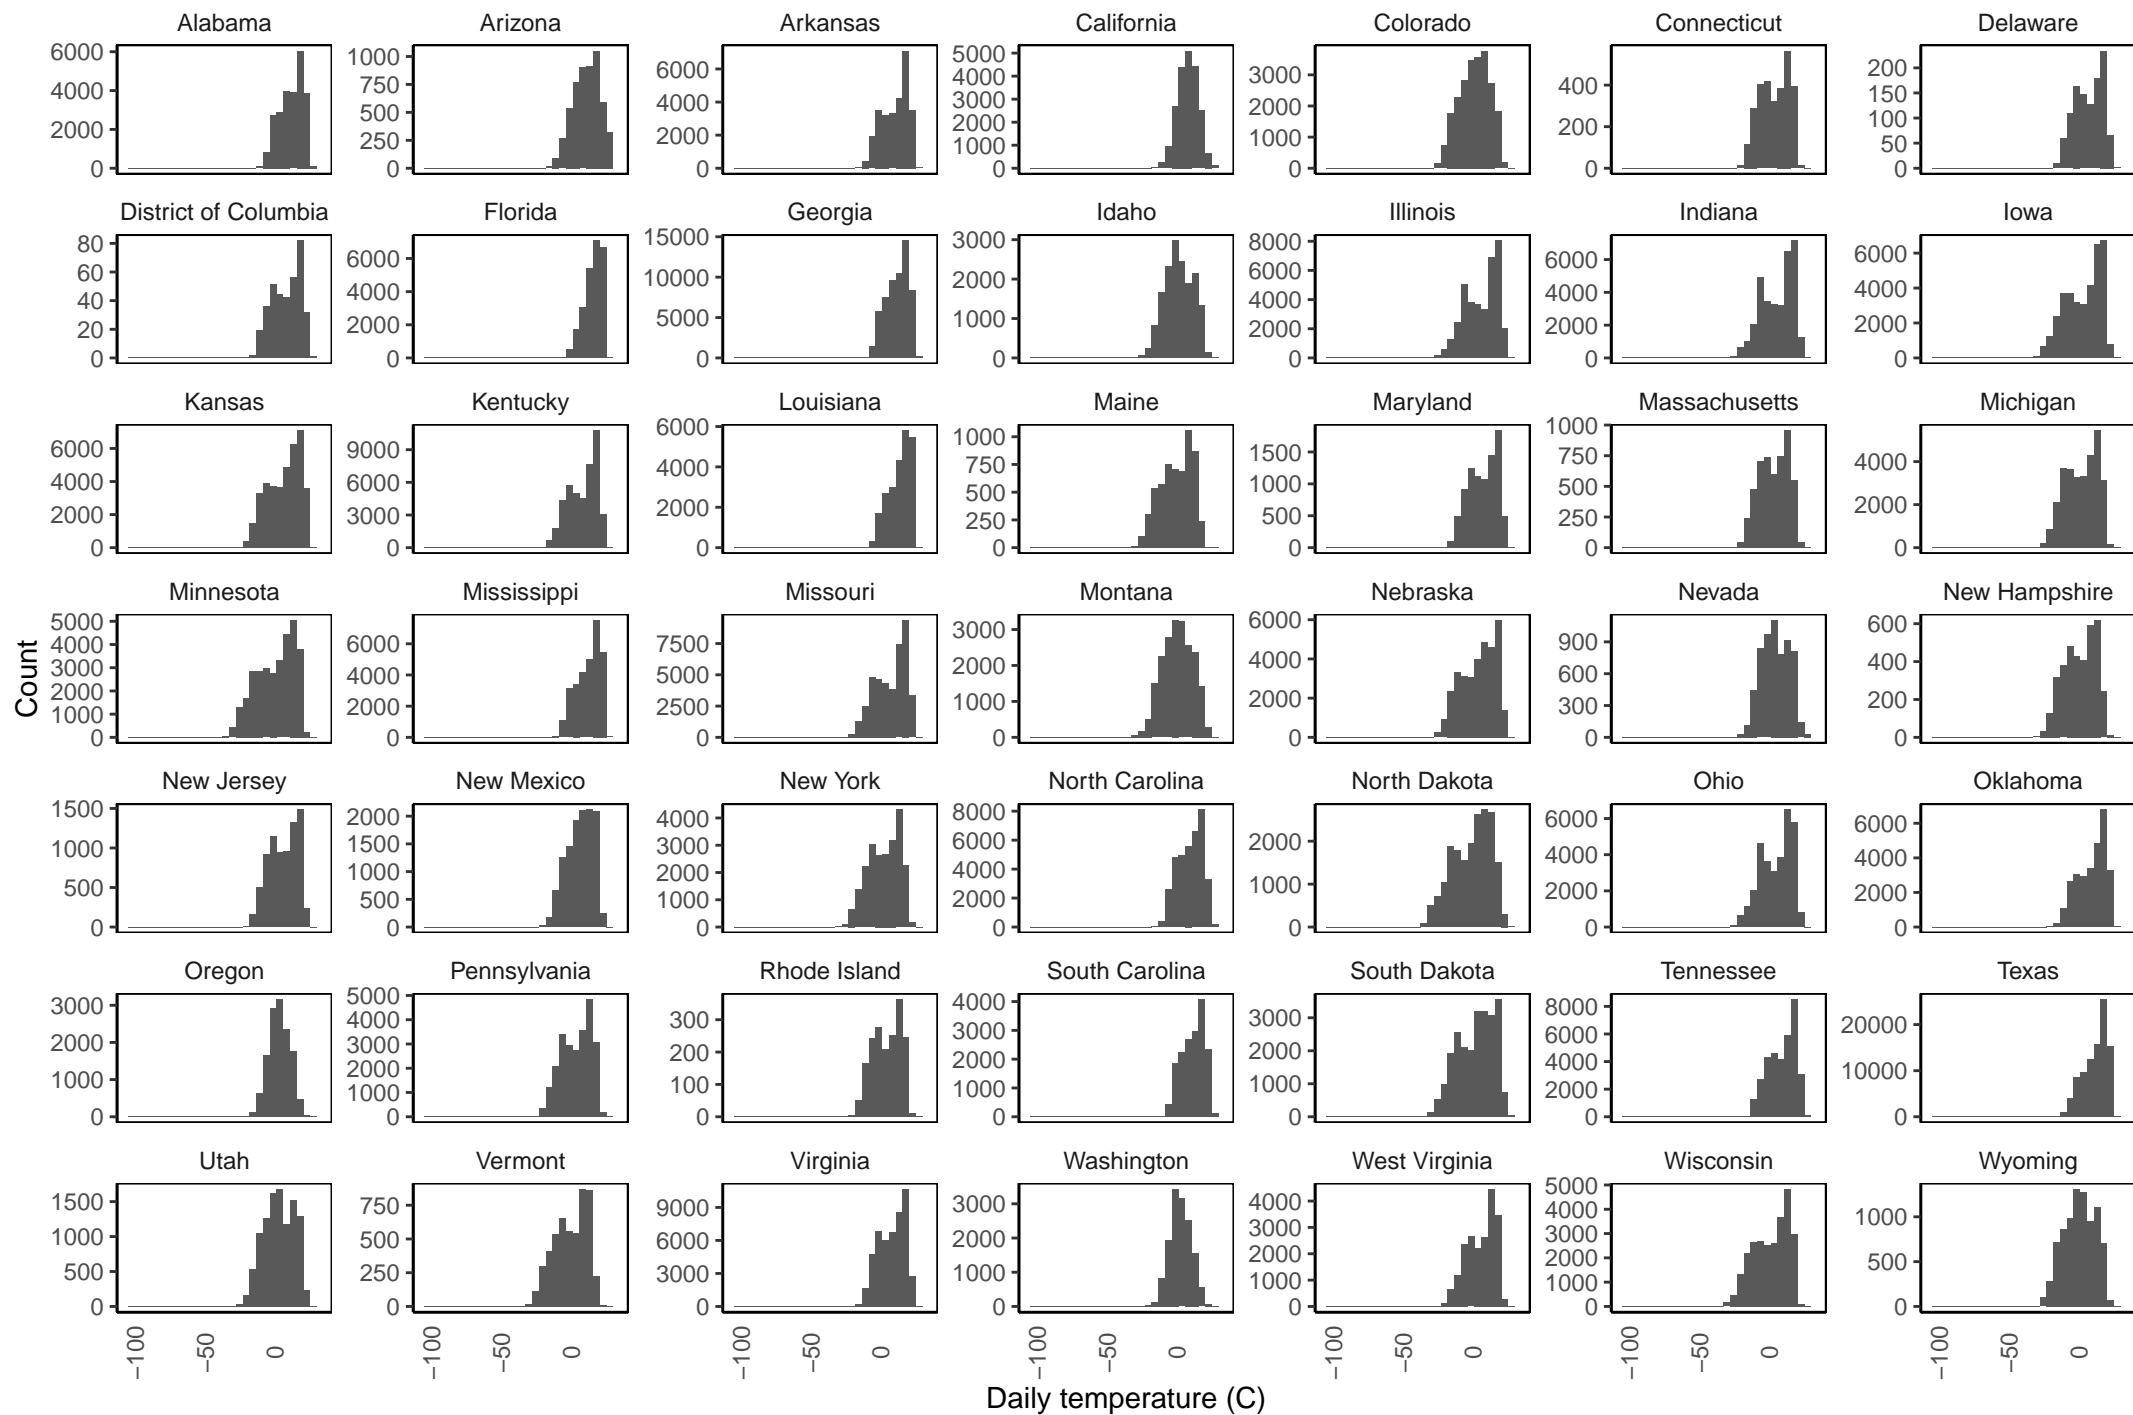 Alabama Arizona Arkansas California Colorado Connecticut Delaware
6000 4000 2000 0
1000 750 500 250 0
6000 4000 2000 0
5000 4000 3000 2000 1000 0
3000 2000 1000 0
400 200 0
200 150 100 50 0
District of Columbia Florida Georgia Idaho Illinois Indiana Iowa
80 60 40 20 0
6000 4000 2000 0
15000 10000 5000 0
3000 2000 1000 0
8000 6000 4000 2000 0
6000 4000 2000 0
6000 4000 2000 0
Kansas Kentucky Louisiana Maine Maryland Massachusetts Michigan
6000 4000 2000 0
9000 6000 3000 0
6000 4000 2000 0
1000 750 500 250 0
1500 1000 500 0
1000 750 500 250 0
4000 2000 0
Minnesota Mississippi Missouri Montana Nebraska Nevada New Hampshire
5000 4000 3000 2000 1000 0
6000 4000 2000 0
7500 5000 2500 0
3000 2000 1000 0
6000 4000 2000 0
900 600 300 0
600 400 200 0
Count
New Jersey New Mexico New York North Carolina North Dakota Ohio Oklahoma
1500 1000 500 0
2000 1500 1000 500 0
4000 3000 2000 1000 0
8000 6000 4000 2000 0
2000 1000 0
6000 4000 2000 0
6000 4000 2000 0
Oregon Pennsylvania Rhode Island South Carolina South Dakota Tennessee Texas
3000 2000 1000 0
5000 4000 3000 2000 1000 0
300 200 100 0
4000 3000 2000 1000 0
3000 2000 1000 0
8000 6000 4000 2000 0
20000 10000 0
Utah Vermont Virginia Washington West Virginia Wisconsin Wyoming
1500 1000 500 0
750 500 250 0
9000 6000 3000 0
3000 2000 1000 0
4000 3000 2000 1000 0
5000 4000 3000 2000 1000 0
1000 500 0
−100 −50 0 −100 −50 0 −100 −50 0 −100 −50 0 −100 −50 0 −100 −50 0 −100 −50 0
Daily temperature (C)